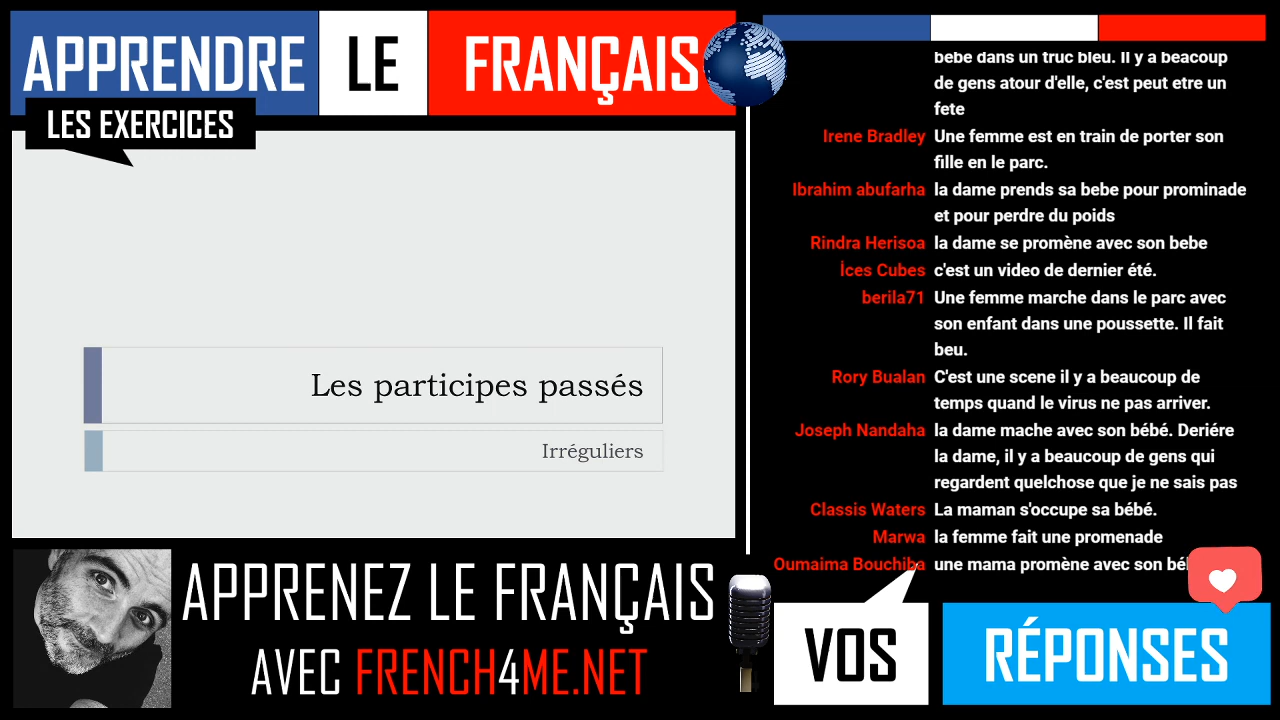 APPRENDRE LE FRANÇAIS
LES EXERCICES
Les participes passés
Irréguliers
APPRENEZ LE FRANÇAIS
AVEC FRENCH4ME.NET
bebe dans un truc bleu. Il y a beacoup
de gens atour d'elle, c'est peut etre un
fete
Irene Bradley Une femme est en train de porter son
fille en le parc.
Ibrahim abufarha la dame prends sa bebe pour prominade
et pour perdre du poids
Rindra Herisoa la dame se promène avec son bebe
İces Cubes c'est un video de dernier été.
berila71 Une femme marche dans le parc avec
son enfant dans une poussette. Il fait
beu.
Rory Bualan C'est une scene il y a beaucoup de
temps quand le virus ne pas arriver.
Joseph Nandaha la dame mache avec son bébé. Deriére
la dame, il y a beaucoup de gens qui
regardent quelchose que je ne sais pas
Classis Waters La maman s'occupe sa bébé.
Marwa la femme fait une promenade
Oumaima Bouchiba une mama promène avec son
VOS RÉPONSES